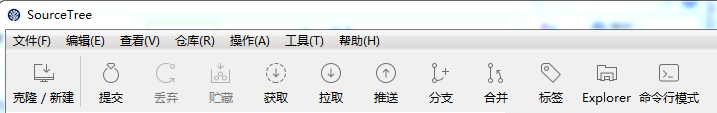 SourceTree
文件(F) 编辑(E) 查看(V) 仓库(R) 操作(A) 工具(T) 帮助(H)
克隆 / 新建 提交 丢弃 贮藏 获取 拉取 推送 分支 合并 标签 Explorer 命令行模式